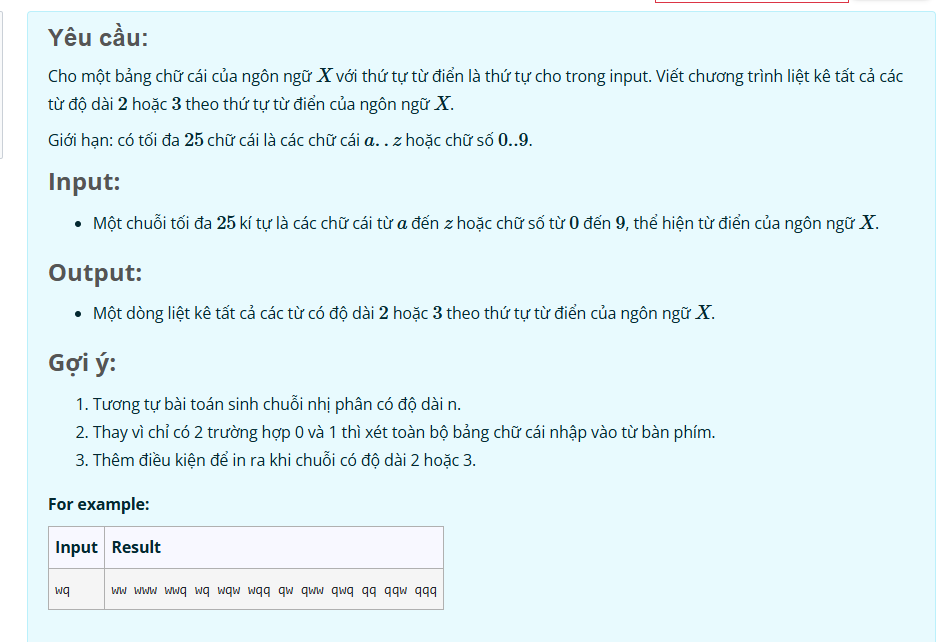 Yêu cầu:
Cho một bảng chữ cái của ngôn ngữ X với thứ tự từ điển là thứ tự cho trong input. Viết chương trình liệt kê tất cả các
từ độ dài 2 hoặc 3 theo thứ tự từ điển của ngôn ngữ X.
Giới hạn: có tối đa 25 chữ cái là các chữ cái a. . z hoặc chữ số 0..9.
Input:
• Một chuỗi tối đa 25 kí tự là các chữ cái từ a đến z hoặc chữ số từ 0 đến 9, thể hiện từ điển của ngôn ngữ X.
Output:
• Một dòng liệt kê tất cả các từ có độ dài 2 hoặc 3 theo thứ tự từ điển của ngôn ngữ X.
Gợi ý:
1. Tương tự bài toán sinh chuỗi nhị phân có độ dài n.
2. Thay vì chỉ có 2 trường hợp 0 và 1 thì xét toàn bộ bảng chữ cái nhập vào từ bàn phím.
3. Thêm điều kiện để in ra khi chuỗi có độ dài 2 hoặc 3.
For example:
Input Result
wq ww www wwq wq wqw wqq qw qww qwq qq qqw qqq